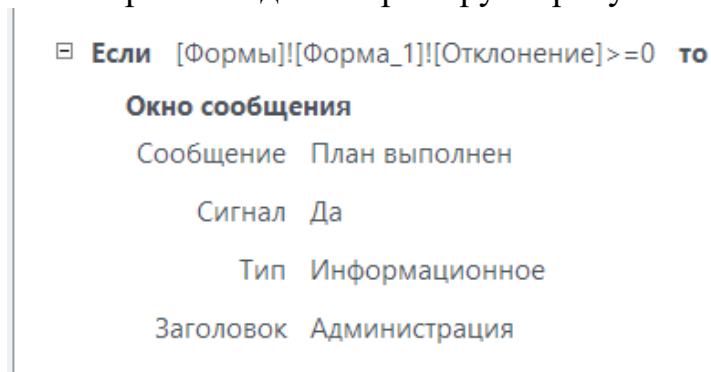 Если [Формы]![Форма_1]![Отклонение]>=0 то
Окно сообщения
Сообщение План выполнен
Сигнал Да
Тип Информационное
Заголовок Администрация